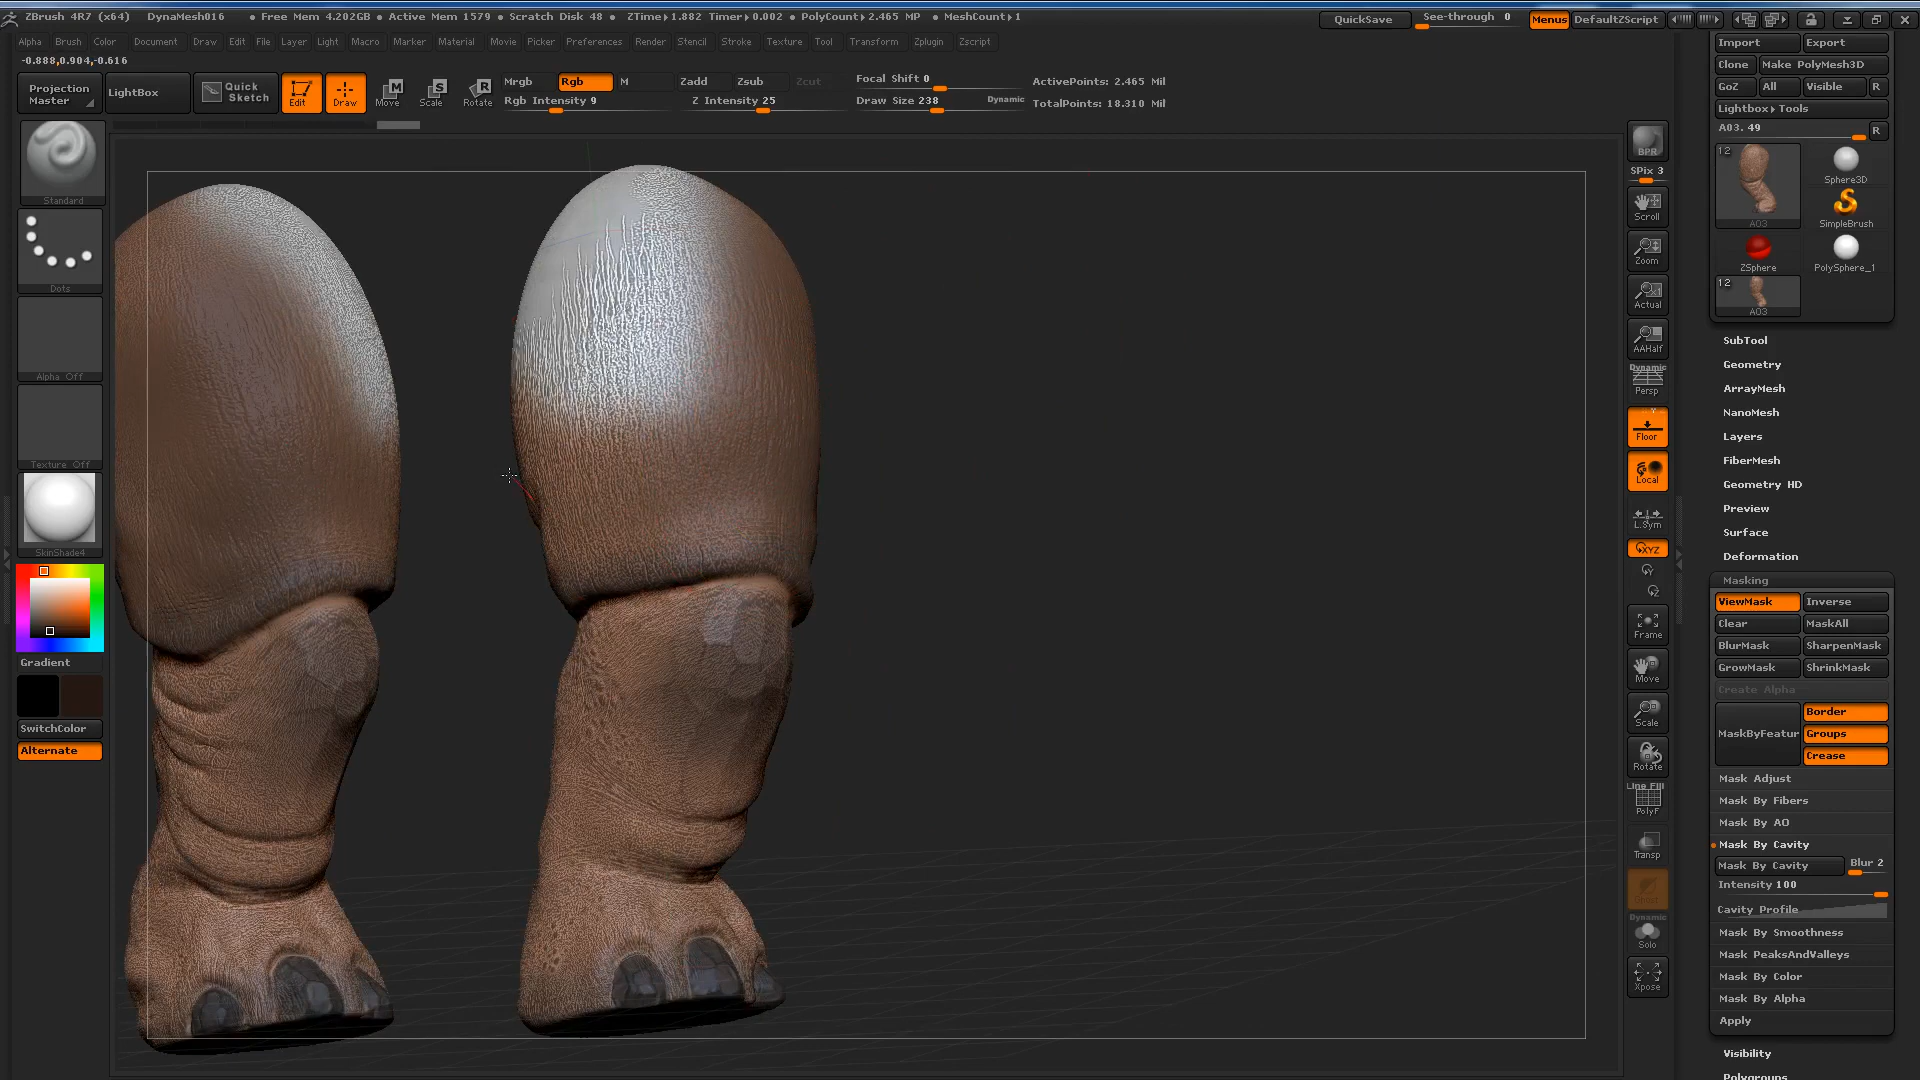 ZBrush 4R7 (x64) DynaMesh016 • Free Mem 4.202GB • Active Mem 1579 • Scratch Disk 48 • ZTime▸1.882 Timer▸0.002 • PolyCount▸2.465 MP • MeshCount▸1 QuickSave See-through 0 Menus DefaultZScript
Alpha Brush Color Document Draw Edit File Layer Light Macro Marker Material Movie Picker Preferences Render Stencil Stroke Texture Tool Transform Zplugin Zscript
-0.888,0.904,-0.616
Projection Master
LightBox
Quick Sketch
Edit
Draw
Move
Scale
Rotate
Mrgb Rgb M Zadd Zsub Zcut
Rgb Intensity 9 Z Intensity 25
Focal Shift 0
Draw Size 238 Dynamic
ActivePoints: 2.465 Mil
TotalPoints: 18.310 Mil
Standard
Dots
Alpha Off
Texture Off
SkinShade4
Gradient
SwitchColor
Alternate
BPR
SPix 3
Scroll
Zoom
Actual
AAHalf
Dynamic
Persp
Floor
Local
L.Sym
XYZ
Frame
Move
Scale
Rotate
Line Fill
PolyF
Transp
Ghost
Dynamic
Solo
Xpose
Import Export
Clone Make PolyMesh3D
GoZ All Visible R
Lightbox▸Tools
A03. 49 R
12
A03
Sphere3D
SimpleBrush
ZSphere
PolySphere_1
12
A03
SubTool
Geometry
ArrayMesh
NanoMesh
Layers
FiberMesh
Geometry HD
Preview
Surface
Deformation
Masking
ViewMask Inverse
Clear MaskAll
BlurMask SharpenMask
GrowMask ShrinkMask
Create Alpha
MaskByFeatur
Border
Groups
Crease
Mask Adjust
Mask By Fibers
Mask By AO
Mask By Cavity
Mask By Cavity Blur 2
Intensity 100
Cavity Profile
Mask By Smoothness
Mask PeaksAndValleys
Mask By Color
Mask By Alpha
Apply
Visibility
Polygroups